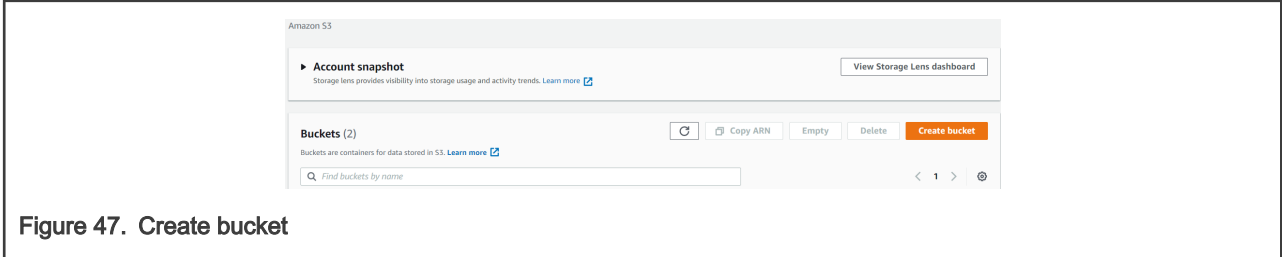 Amazon S3
Account snapshot
View Storage Lens dashboard
Storage lens provides visibility into storage usage and activity trends. Learn more
Buckets (2)
Copy ARN
Empty
Delete
Create bucket
Buckets are containers for data stored in S3. Learn more
Find buckets by name
1
Figure 47. Create bucket